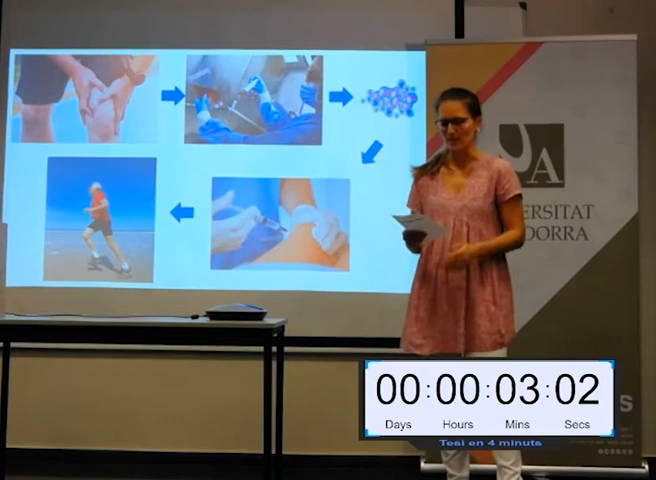 UA
ERSITAT
DORRA
00:00:03:02
Days Hours Mins Secs
Tesi en 4 minuts